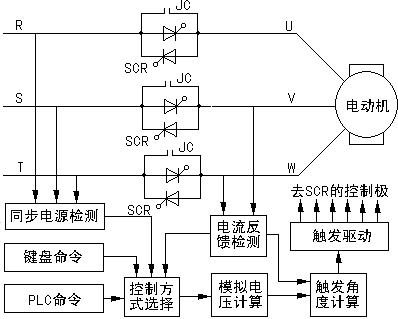 JC
R
U
SCR
JC
S
V
电动机
SCR
JC
T
W
SCR
去SCR的控制极
同步电源检测
电流反
馈检测
触发驱动
键盘命令
控制方
式选择
模拟电
压计算
触发角
度计算
PLC命令